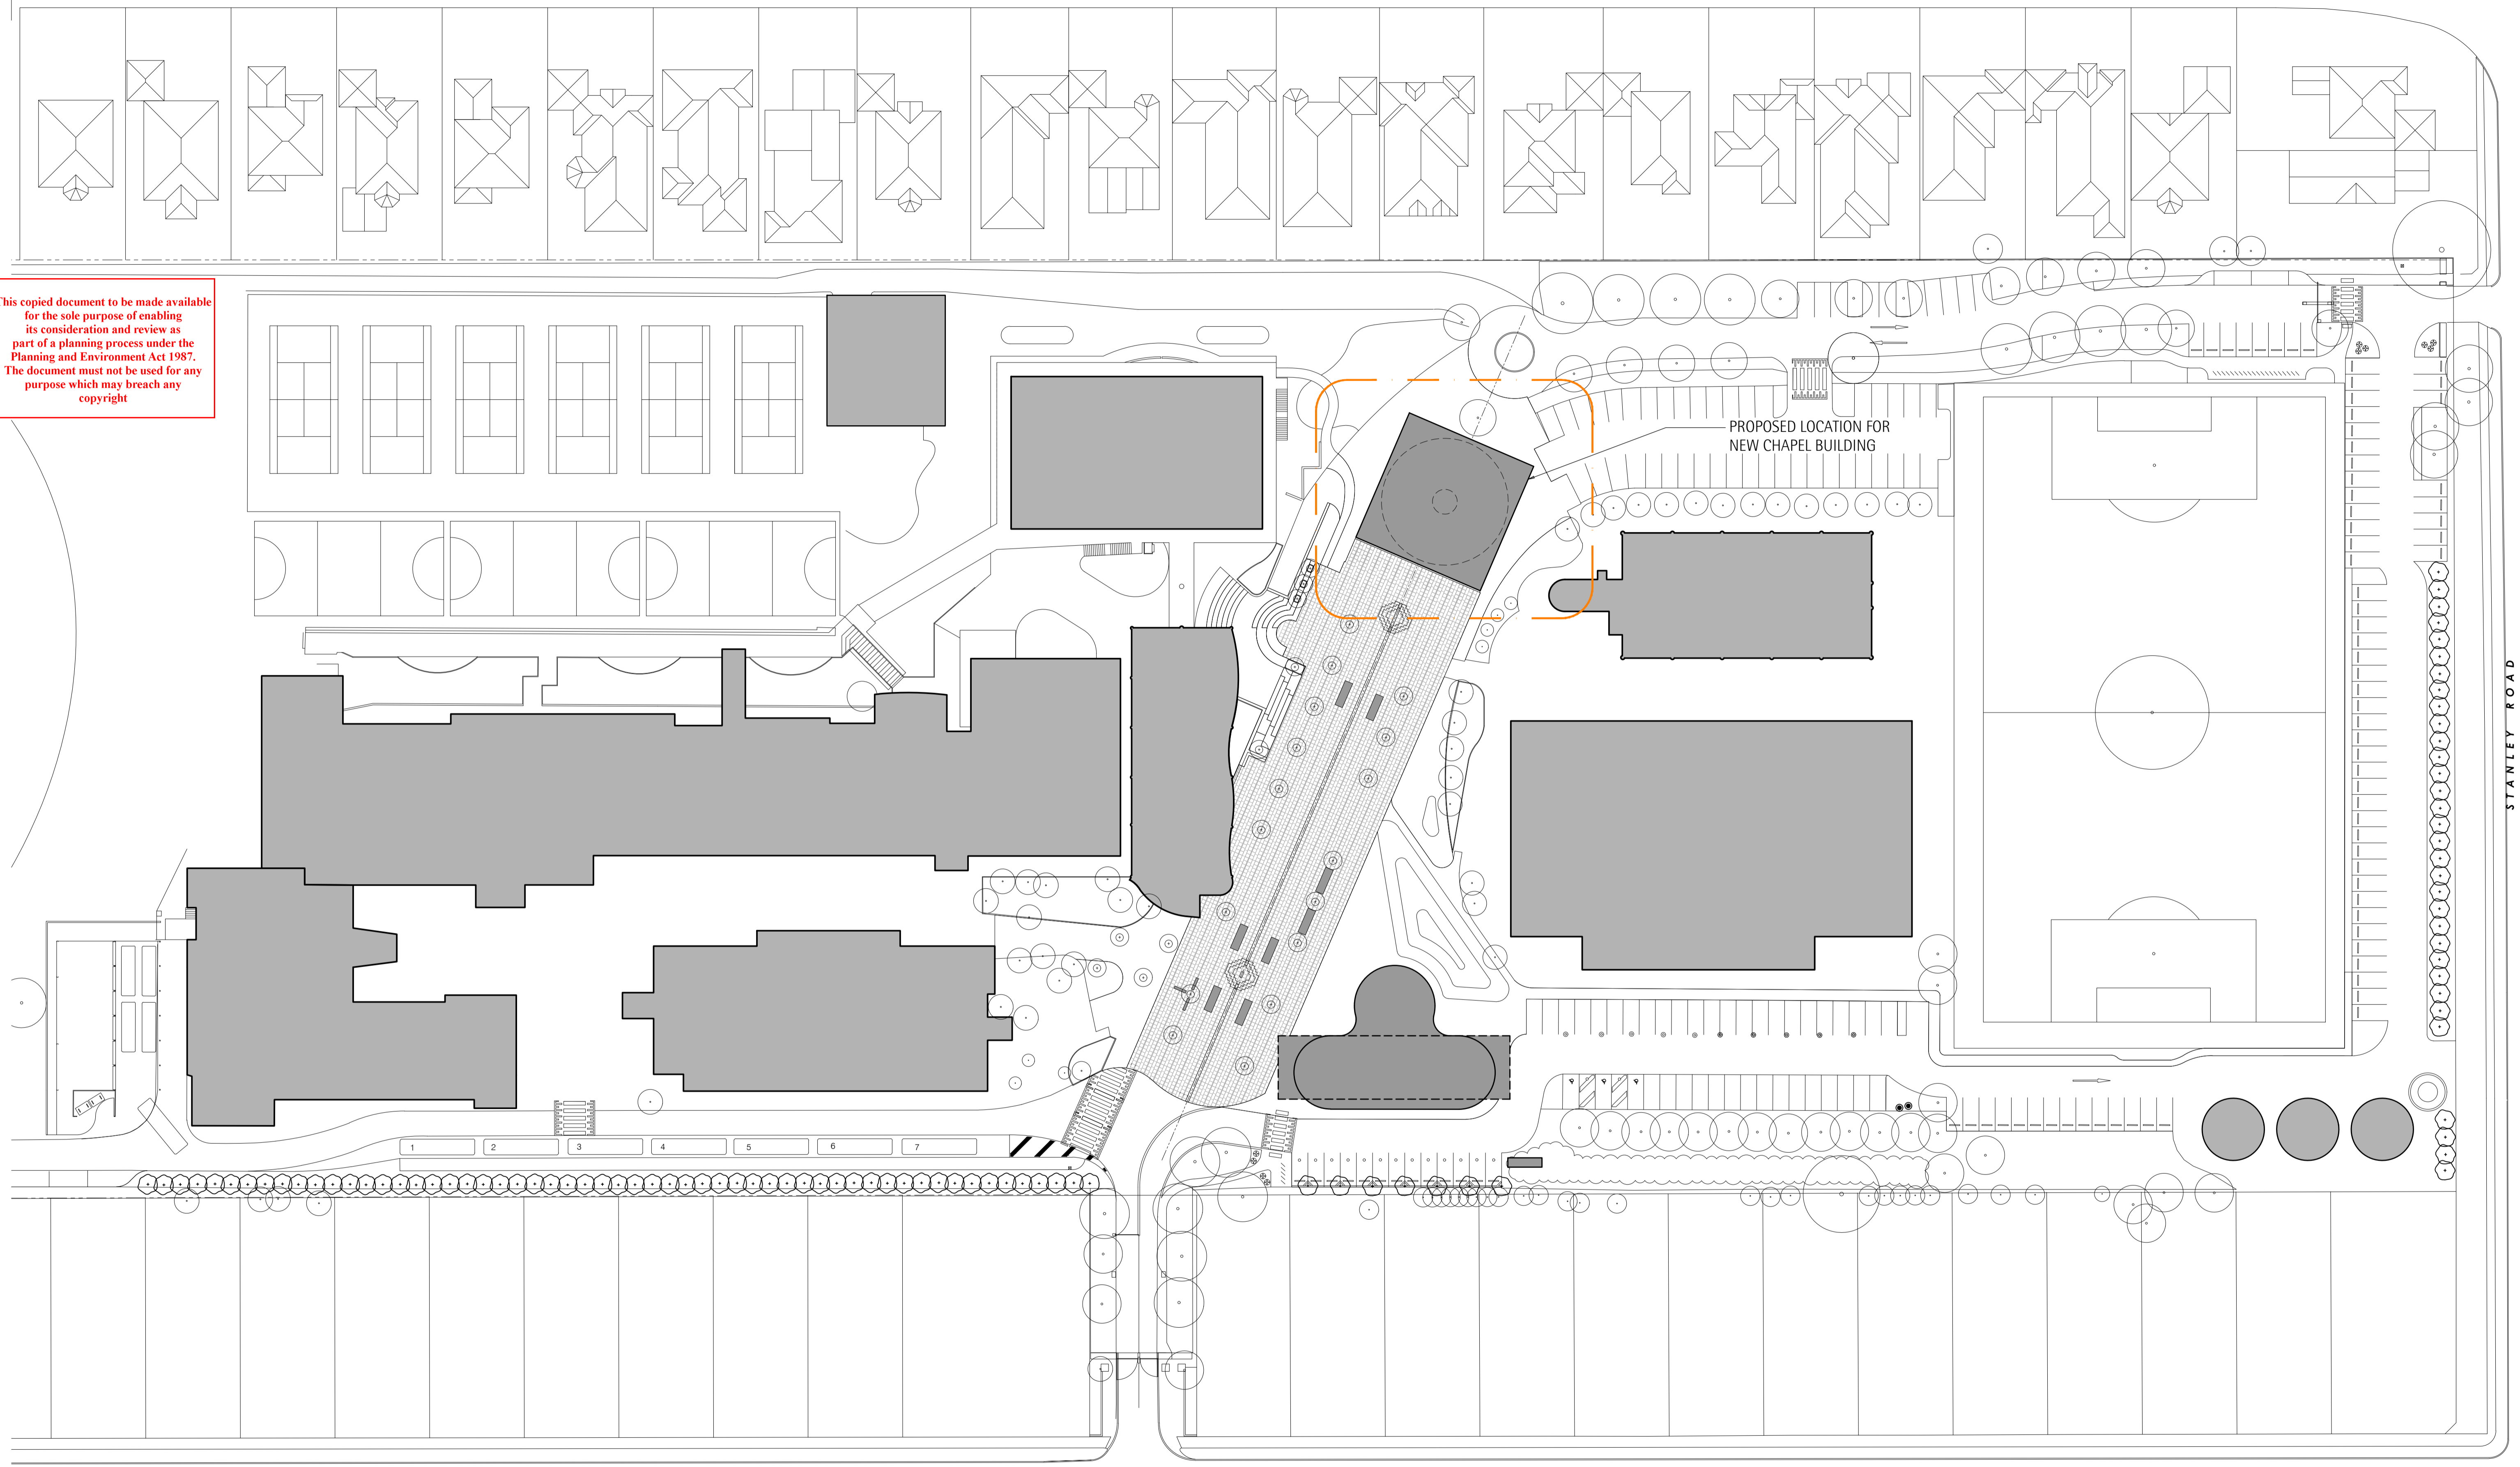 This copied document to be made available
for the sole purpose of enabling
its consideration and review as
part of a planning process under the
Planning and Environment Act 1987.
The document must not be used for any
purpose which may breach any
copyright
PROPOSED LOCATION FOR
NEW CHAPEL BUILDING
STANLEY ROAD
1 2 3 4 5 6 7